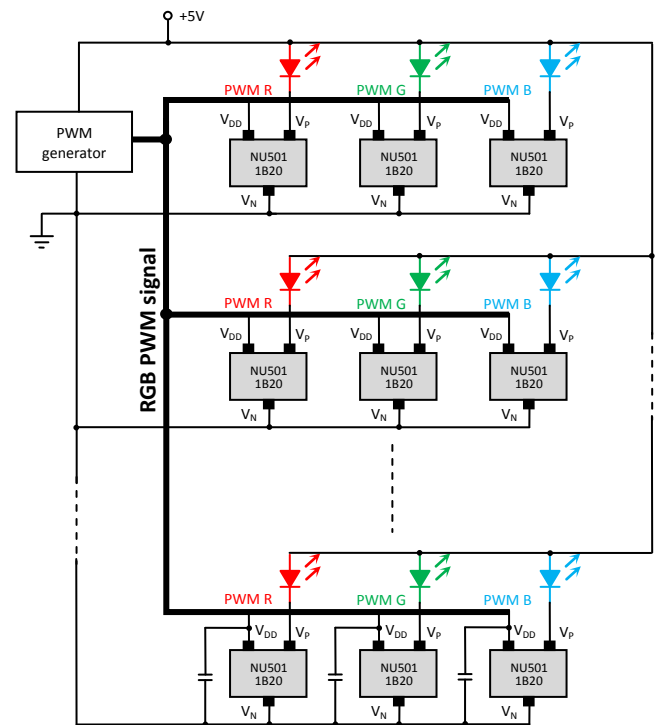 +5V
PWM R
PWM G
PWM B
PWM
generator
VDD
VP
VDD
VP
VDD
VP
NU501
1B20
NU501
1B20
NU501
1B20
VN
VN
VN
RGB PWM signal
PWM R
PWM G
PWM B
VDD
VP
VDD
VP
VDD
VP
NU501
1B20
NU501
1B20
NU501
1B20
VN
VN
VN
PWM R
PWM G
PWM B
VDD
VP
VDD
VP
VDD
VP
NU501
1B20
NU501
1B20
NU501
1B20
VN
VN
VN